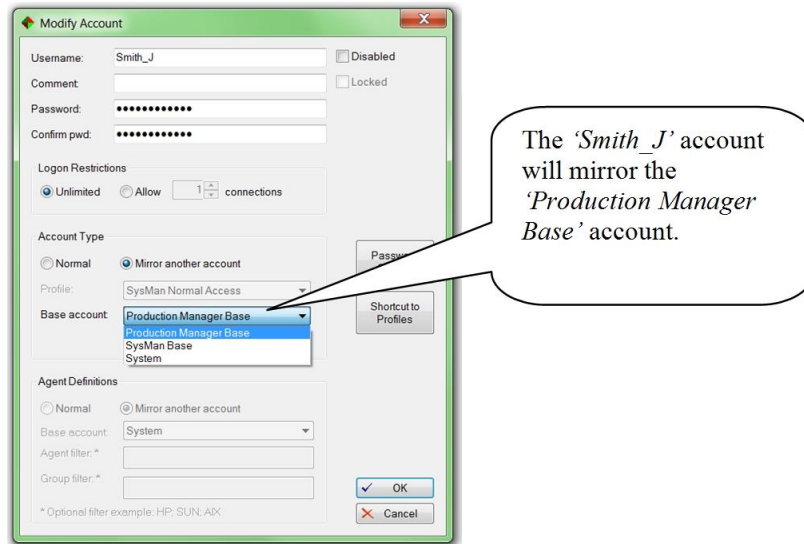 Modify Account
Username: Smith_J
Disabled
Comment:
Locked
Password: ••••••••••••
Confirm pwd: ••••••••••••
Logon Restrictions
Unlimited Allow 1 connections
Account Type
Normal Mirror another account
Profile: SysMan Normal Access
Base account: Production Manager Base
Production Manager Base
SysMan Base
System
Shortcut to
Profiles
Agent Definitions
Normal Mirror another account
Base account: System
Agent filter: *
Group filter: *
* Optional filter example: HP; SUN; AIX
OK
Cancel
The ‘Smith_J’ account
will mirror the
‘Production Manager
Base’ account.